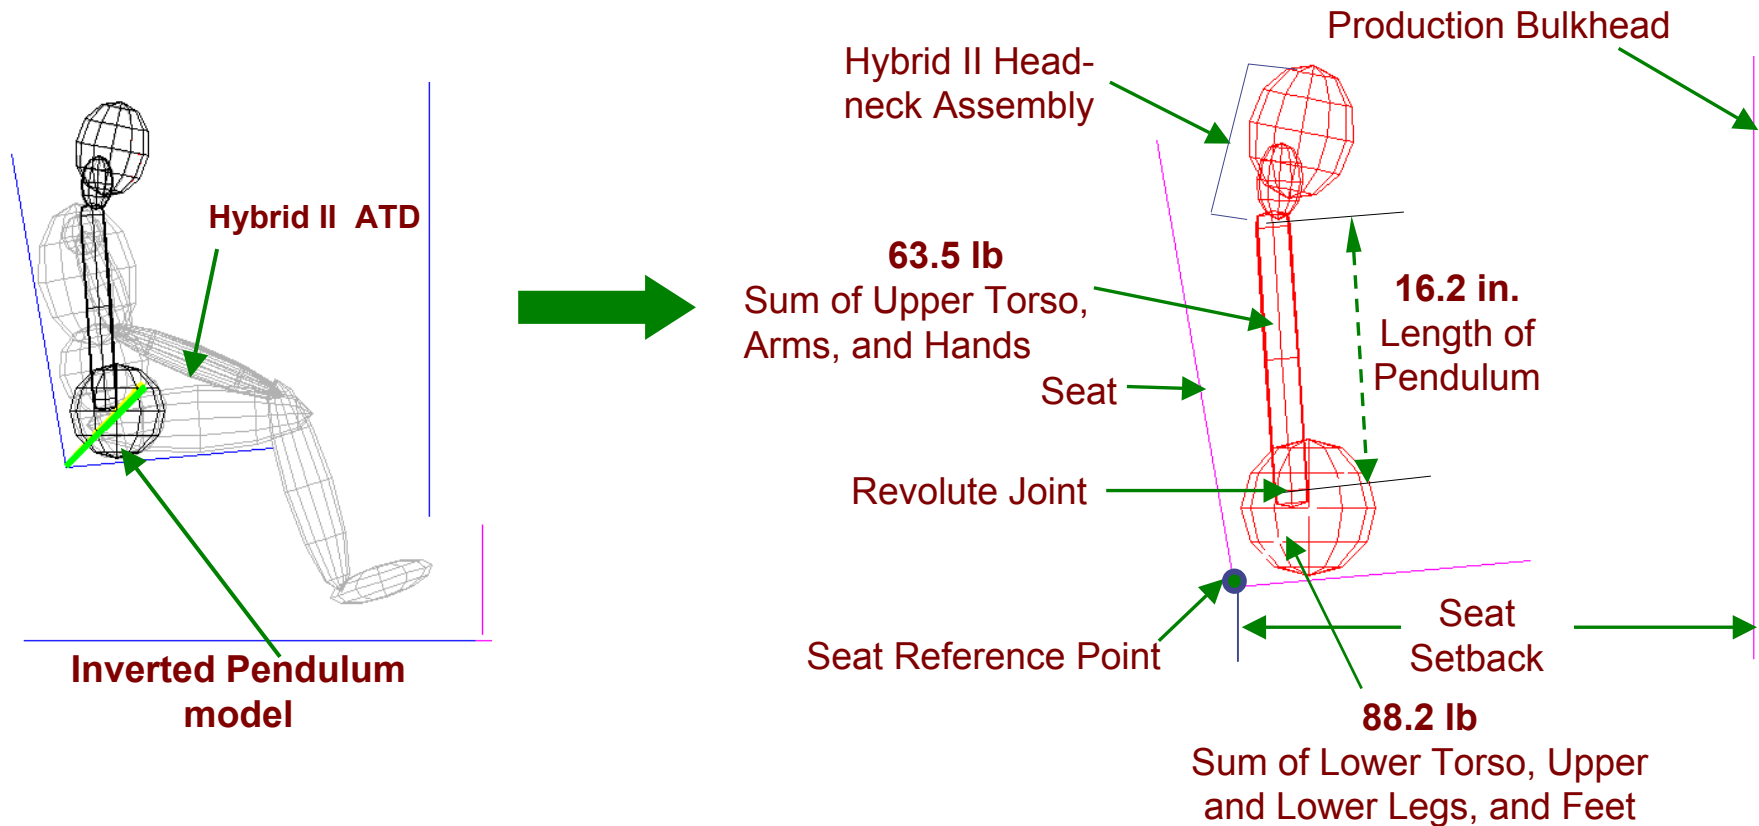 Hybrid II ATD
Inverted Pendulum
model
Hybrid II Head-
neck Assembly
Production Bulkhead
63.5 lb
Sum of Upper Torso,
Arms, and Hands
16.2 in.
Length of
Pendulum
Seat
Revolute Joint
Seat Reference Point
Seat
Setback
88.2 lb
Sum of Lower Torso, Upper
and Lower Legs, and Feet